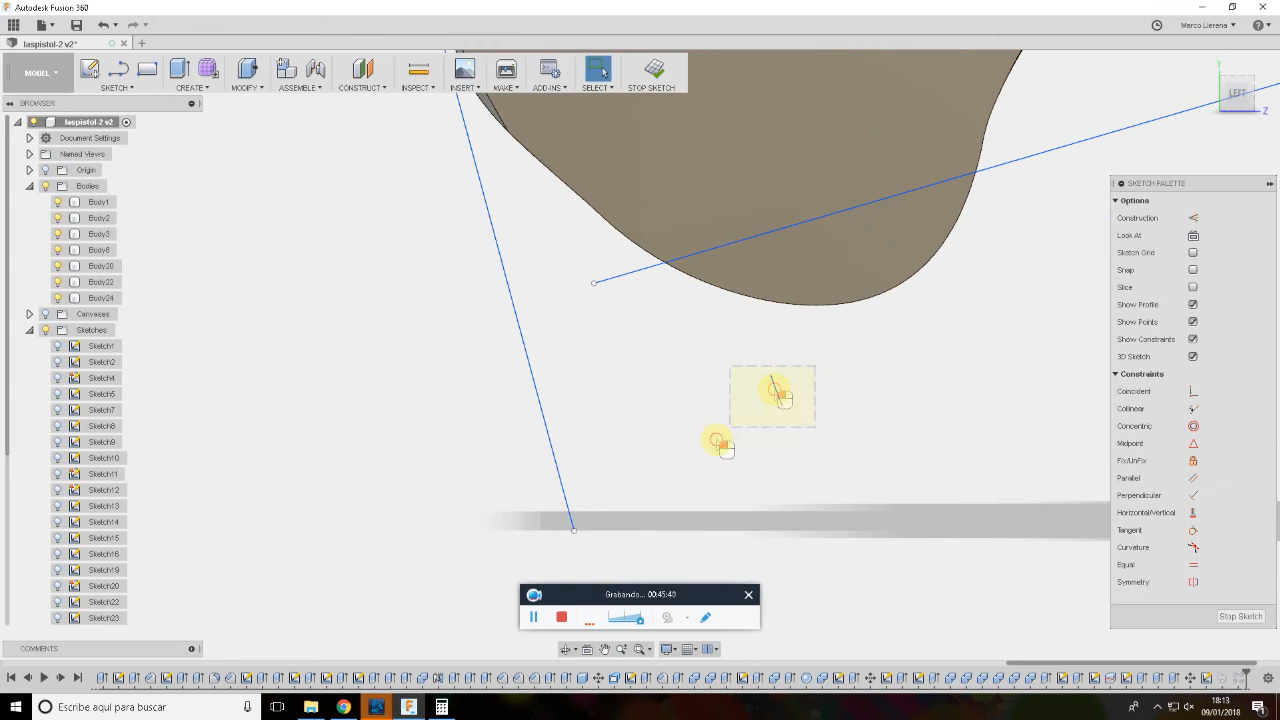 Autodesk Fusion 360
Marco Llerena
laspistol-2 v2*
MODEL
SKETCH
CREATE
MODIFY
ASSEMBLE
CONSTRUCT
INSPECT
INSERT
MAKE
ADD-INS
SELECT
STOP SKETCH
BROWSER
laspistol-2 v2
Document Settings
Named Views
Origin
Bodies
Body1
Body2
Body3
Body6
Body20
Body22
Body24
Canvases
Sketches
Sketch1
Sketch2
Sketch4
Sketch5
Sketch7
Sketch8
Sketch9
Sketch10
Sketch11
Sketch12
Sketch13
Sketch14
Sketch15
Sketch16
Sketch19
Sketch20
Sketch22
Sketch23
Y
LEFT
Z
SKETCH PALETTE
Options
Construction
Look At
Sketch Grid
Snap
Slice
Show Profile
Show Points
Show Constraints
3D Sketch
Constraints
Coincident
Collinear
Concentric
Midpoint
Fix/UnFix
Parallel
Perpendicular
Horizontal/Vertical
Tangent
Curvature
Equal
Symmetry
Stop Sketch
Grabando... 00:45:40
COMMENTS
Escribe aquí para buscar
18:13
09/01/2018